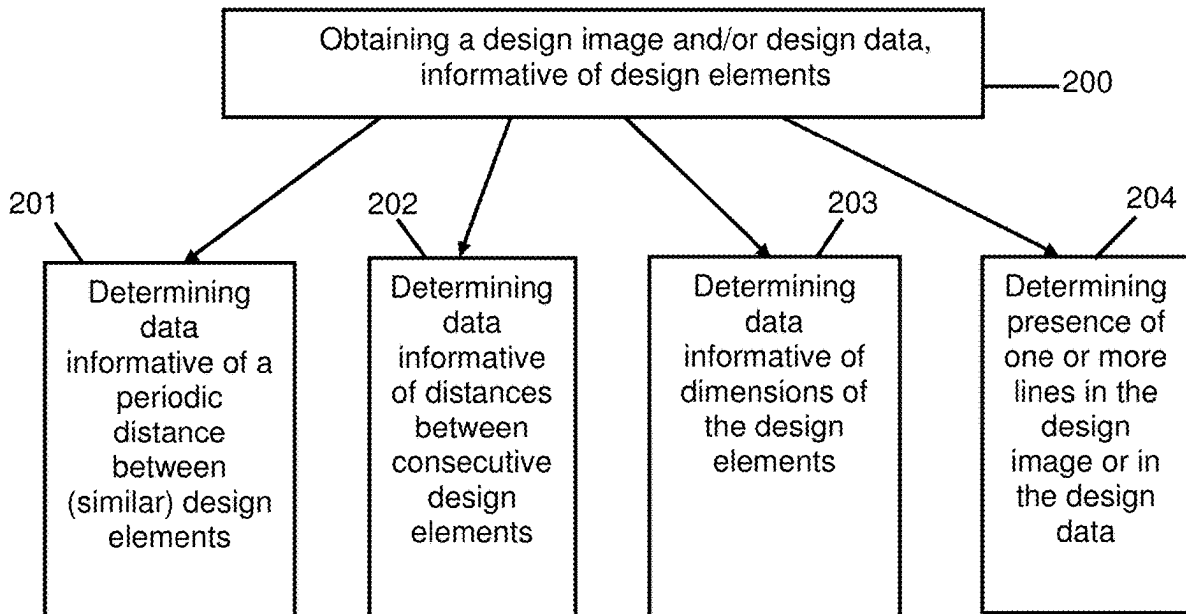 Obtaining a design image and/or design data,
informative of design elements
200
201
Determining
data
informative of a
periodic
distance
between
(similar) design
elements
202
Determining
data
informative
of distances
between
consecutive
design
elements
203
Determining
data
informative of
dimensions of
the design
elements
204
Determining
presence of
one or more
lines in the
design
image or in
the design
data